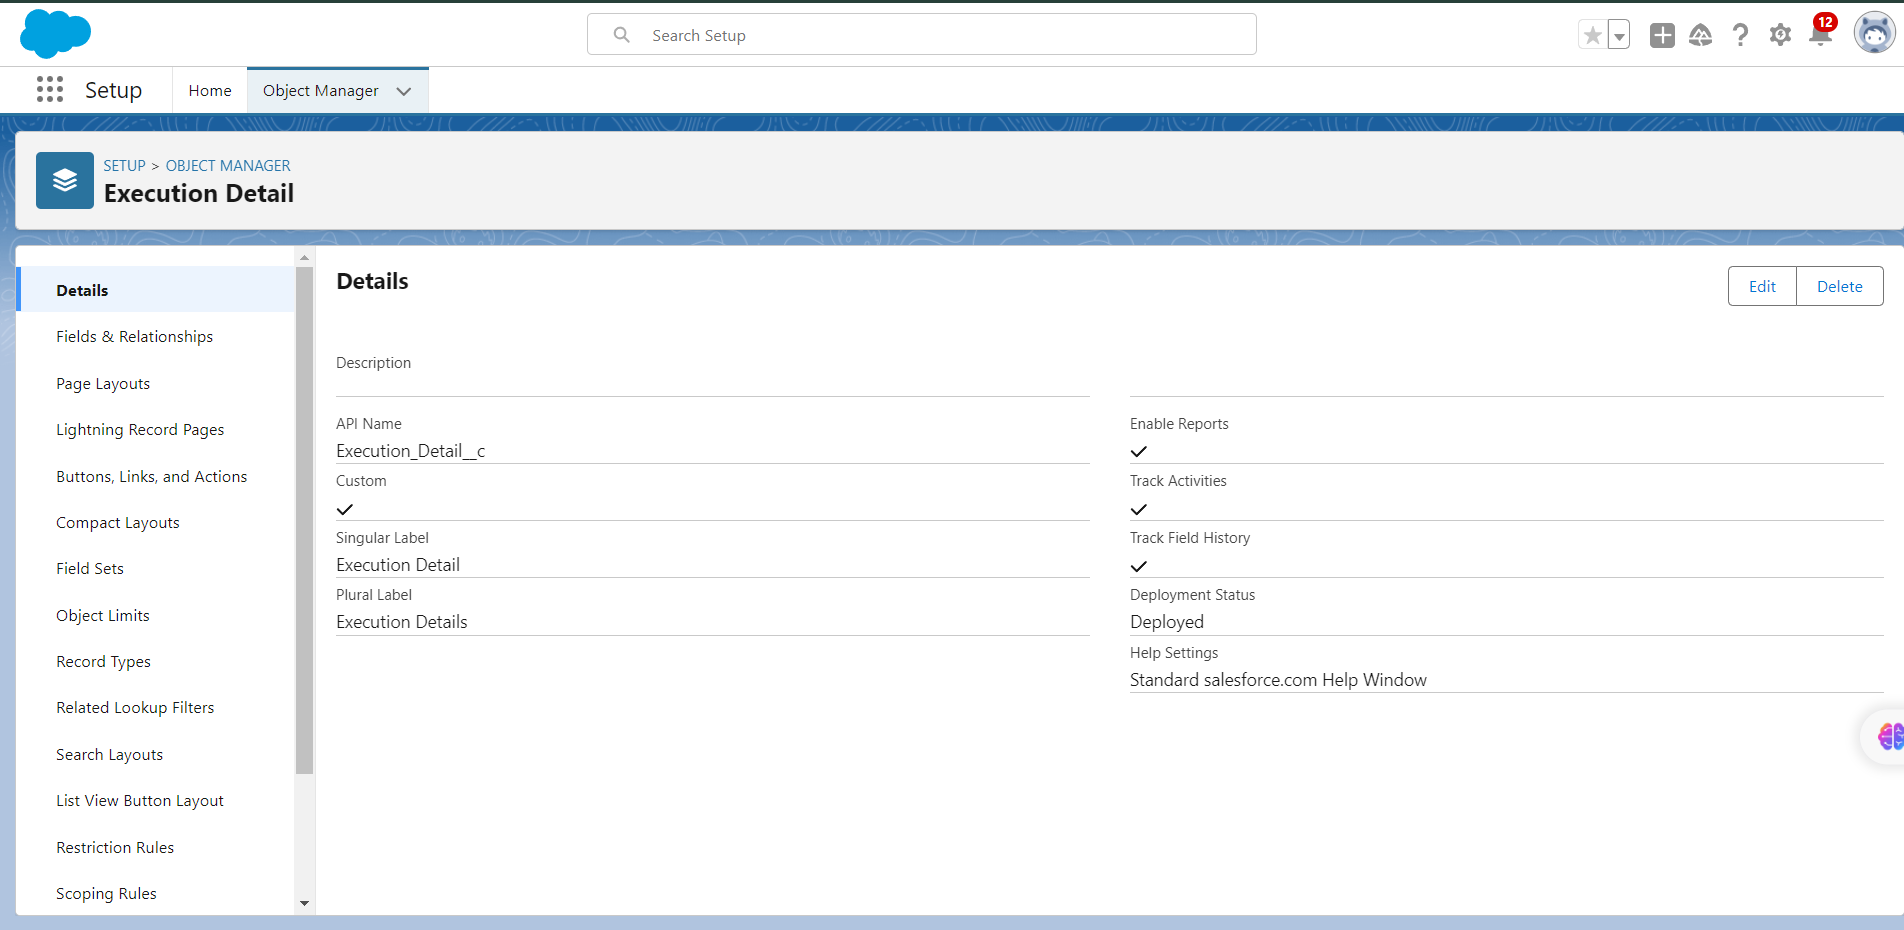 Search Setup
12
Setup
Home
Object Manager
SETUP > OBJECT MANAGER
Execution Detail
Details
Fields & Relationships
Page Layouts
Lightning Record Pages
Buttons, Links, and Actions
Compact Layouts
Field Sets
Object Limits
Record Types
Related Lookup Filters
Search Layouts
List View Button Layout
Restriction Rules
Scoping Rules
Details
Edit
Delete
Description
API Name
Execution_Detail__c
Custom
Singular Label
Execution Detail
Plural Label
Execution Details
Enable Reports
Track Activities
Track Field History
Deployment Status
Deployed
Help Settings
Standard salesforce.com Help Window